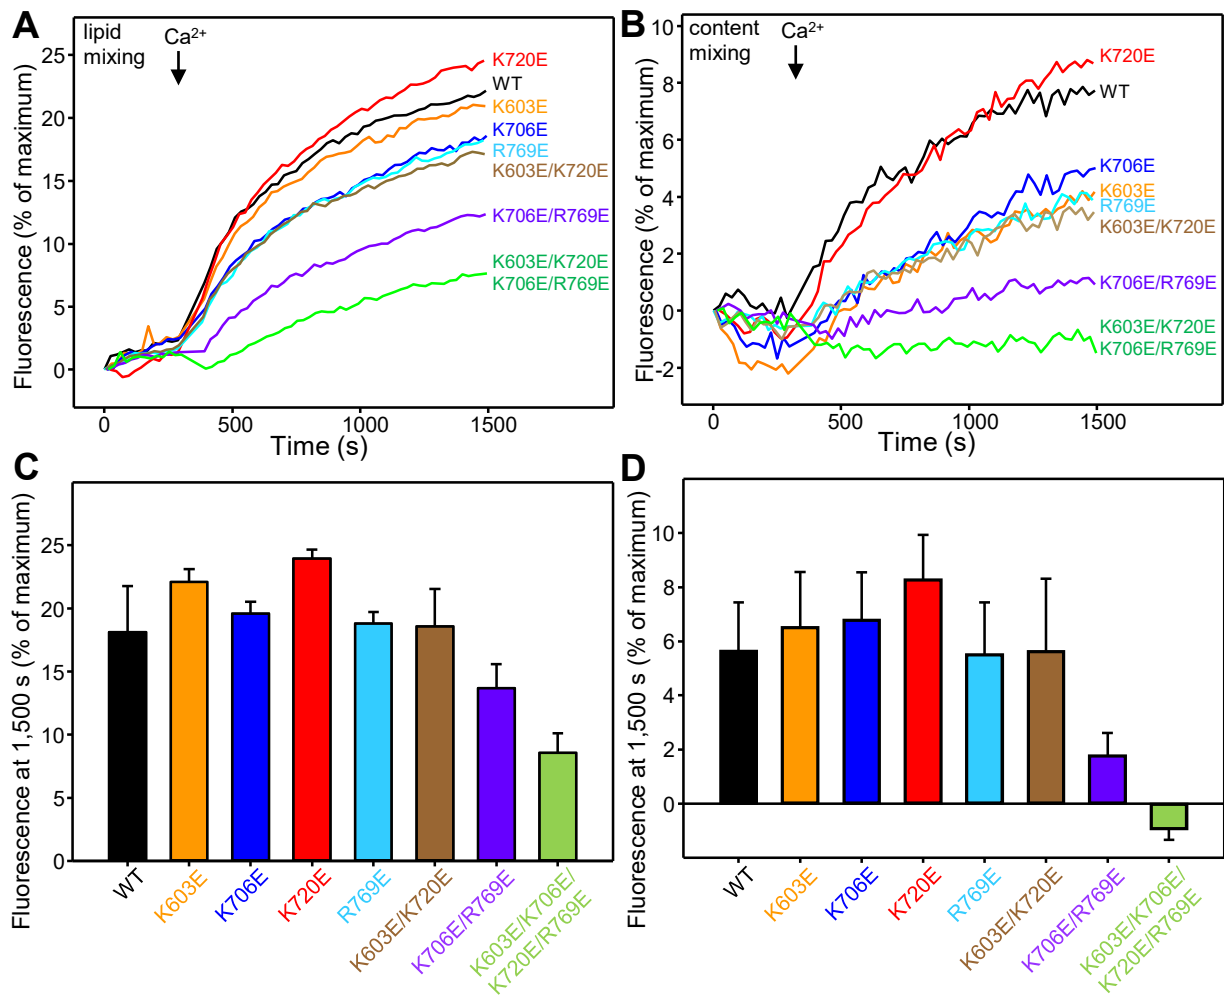 A
lipid
mixing
Ca²⁺
Fluorescence (% of maximum)
25
20
15
10
5
0
0
500
1000
1500
Time (s)
K720E
WT
K603E
K706E
R769E
K603E/K720E
K706E/R769E
K603E/K720E
K706E/R769E
B
content
mixing
Ca²⁺
Fluorescence (% of maximum)
10
8
6
4
2
0
-2
0
500
1000
1500
Time (s)
K720E
WT
K706E
K603E
R769E
K603E/K720E
K706E/R769E
K603E/K720E
K706E/R769E
C
Fluorescence at 1,500 s (% of maximum)
25
20
15
10
5
0
WT
K603E
K706E
K720E
R769E
K603E/K720E
K706E/R769E
K603E/K706E/
K720E/R769E
D
Fluorescence at 1,500 s (% of maximum)
10
8
6
4
2
0
WT
K603E
K706E
K720E
R769E
K603E/K720E
K706E/R769E
K603E/K706E/
K720E/R769E